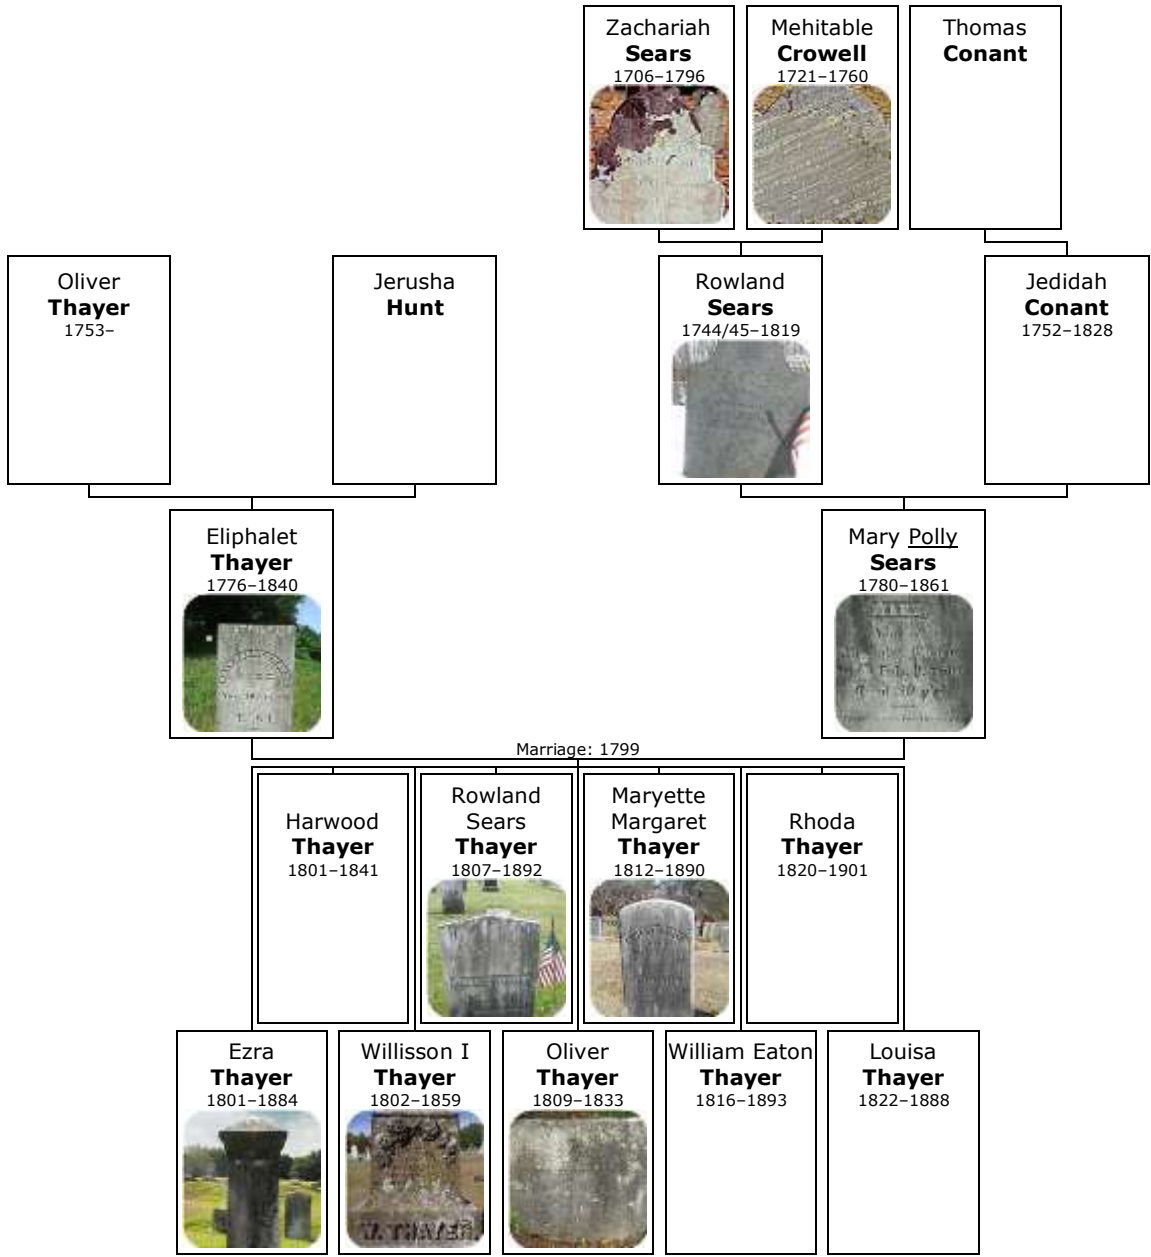 Zachariah
Sears
1706–1796
Mehitable
Crowell
1721–1760
Thomas
Conant
Oliver
Thayer
1753–
Jerusha
Hunt
Rowland
Sears
1744/45–1819
Jedidah
Conant
1752–1828
Eliphalet
Thayer
1776–1840
Mary Polly
Sears
1780–1861
Marriage: 1799
Harwood
Thayer
1801–1841
Rowland
Sears
Thayer
1807–1892
Maryette
Margaret
Thayer
1812–1890
Rhoda
Thayer
1820–1901
Ezra
Thayer
1801–1884
Willisson I
Thayer
1802–1859
W. THAYER.
Oliver
Thayer
1809–1833
William Eaton
Thayer
1816–1893
Louisa
Thayer
1822–1888